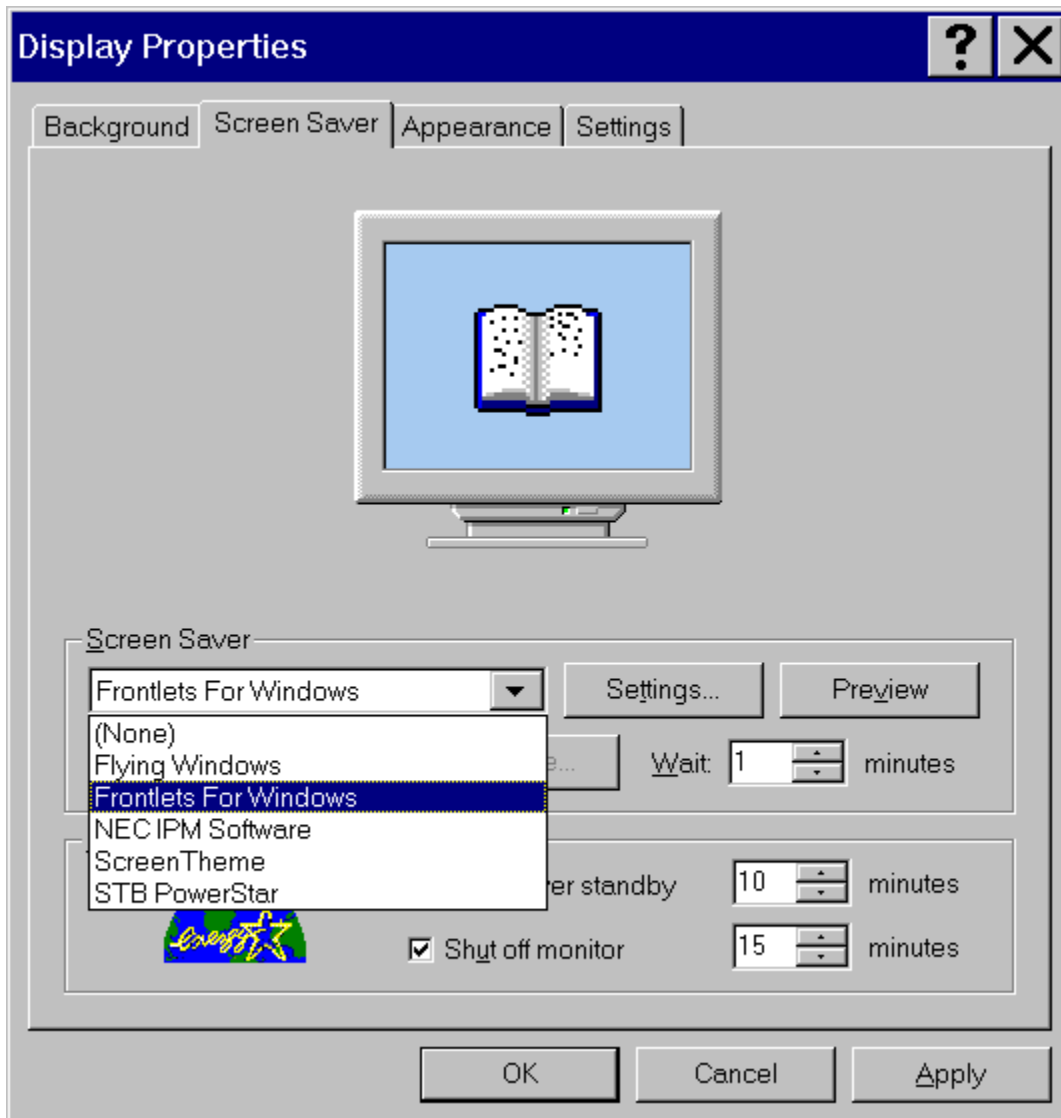 Display Properties
Background Screen Saver Appearance Settings
Screen Saver
Frontlets For Windows Settings... Preview
(None)
Flying Windows
Wait: 1 minutes
Frontlets For Windows
NEC IPM Software
ScreenTheme
STB PowerStar
standby 10 minutes
energy
Shut off monitor 15 minutes
OK Cancel Apply